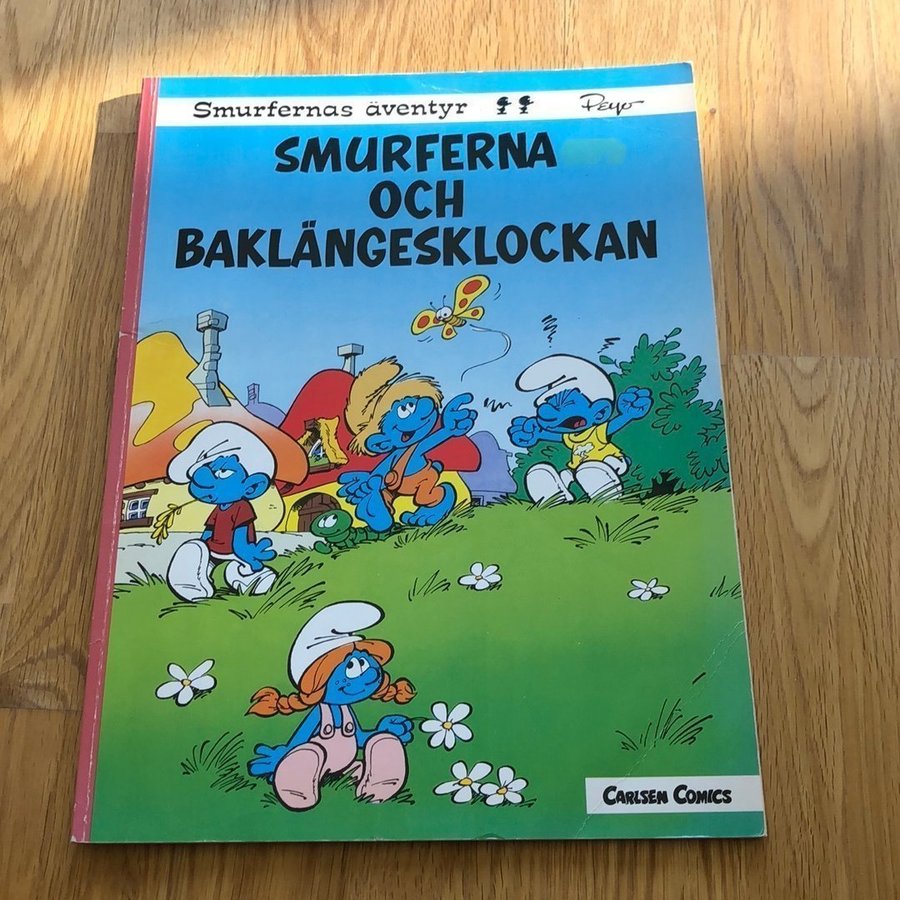 Smurfernas äventyr Peyo
SMURFERNA
OCH
BAKLÄNGESKLOCKAN
CARLSEN COMICS